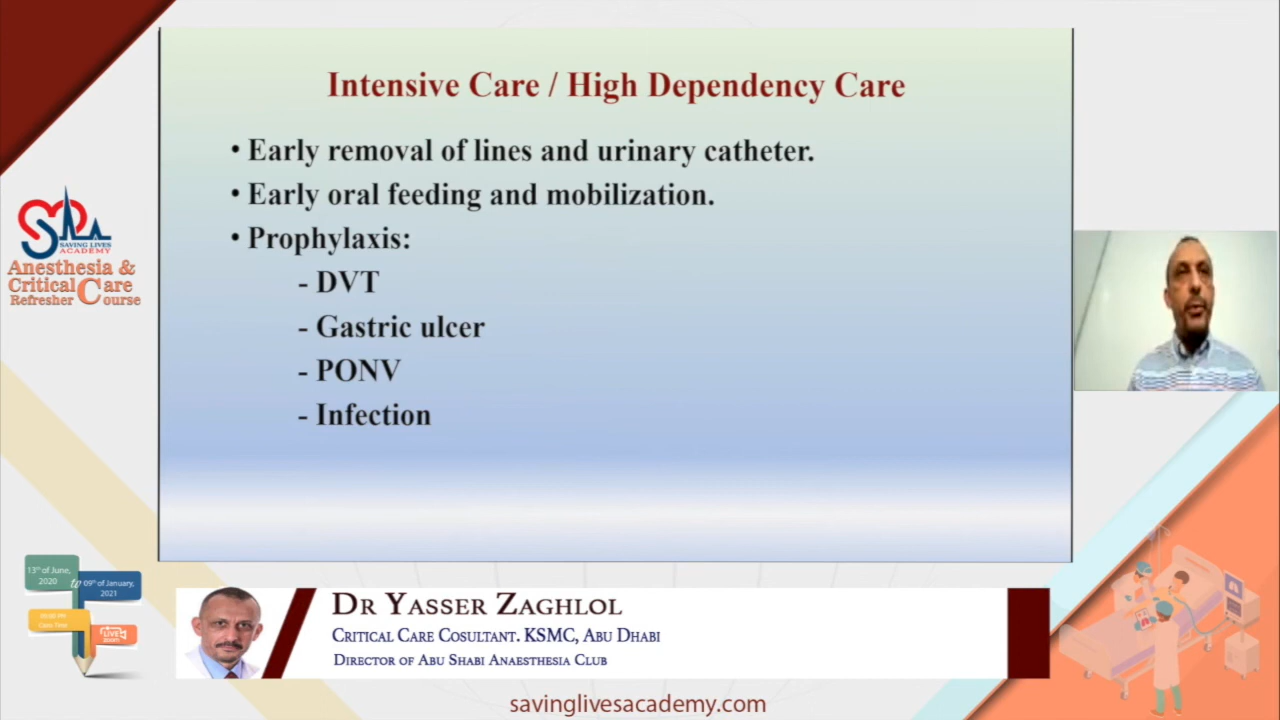 Intensive Care / High Dependency Care
• Early removal of lines and urinary catheter.
• Early oral feeding and mobilization.
• Prophylaxis:
- DVT
- Gastric ulcer
- PONV
- Infection
SAVING LIVES
ACADEMY
Anesthesia &
Critical Care
Refresher Course
13th of June,
2020
to
09th of January,
2021
LIVE
DR YASSER ZAGHLOL
CRITICAL CARE COSULTANT. KSMC, ABU DHABI
DIRECTOR OF ABU SHABI ANAESTHESIA CLUB
savinglivesacademy.com